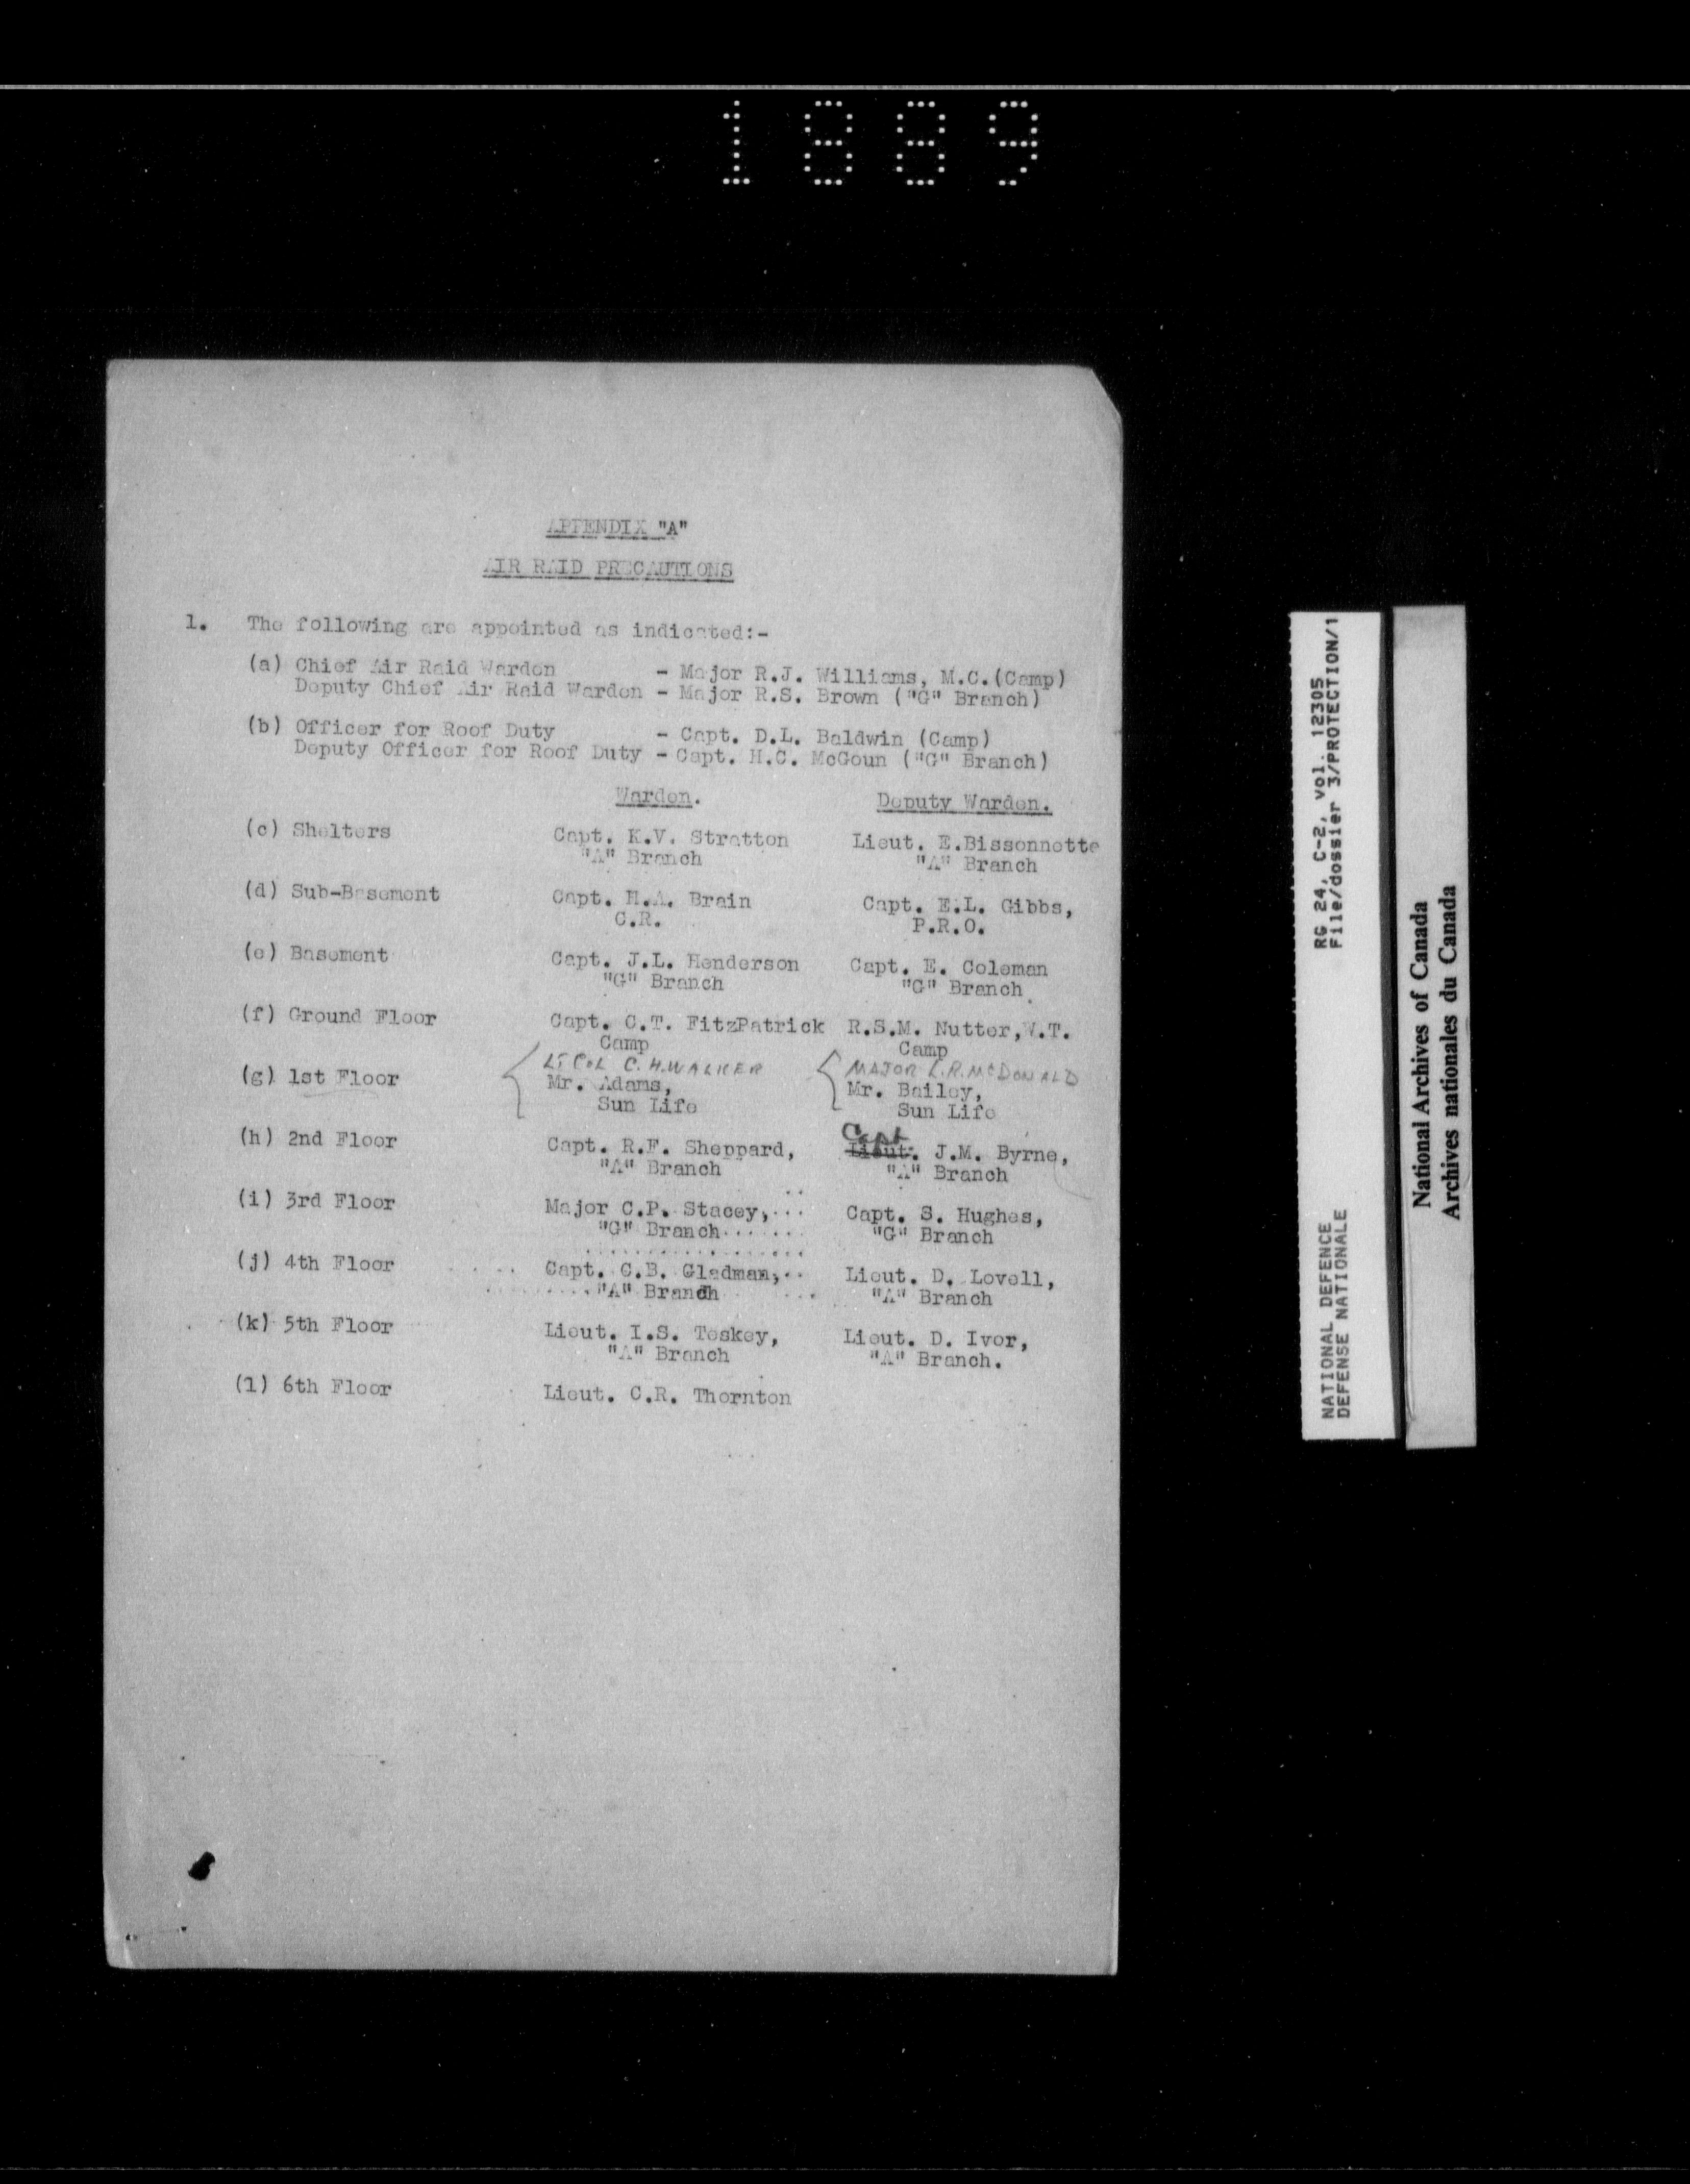 1889
APPENDIX "A"
AIR RAID PRECAUTIONS
1. The following are appointed as indicated:-
(a) Chief Air Raid Warden - Major R.J. Williams, M.C.(Camp)
Deputy Chief Air Raid Warden - Major R.S. Brown ("G" Branch)
(b) Officer for Roof Duty - Capt. D.L. Baldwin (Camp)
Deputy Officer for Roof Duty - Capt. H.C. McGoun ("G" Branch)
Warden. Deputy Warden.
(c) Shelters Capt. K.V. Stratton Lieut. E.Bissonnette
"A" Branch "A" Branch
(d) Sub-Basement Capt. H.A. Brain Capt. E.L. Gibbs,
C.R. P.R.O.
(e) Basement Capt. J.L. Henderson Capt. E. Coleman
"G" Branch "G" Branch
(f) Ground Floor Capt. C.T. FitzPatrick R.S.M. Nutter, W.T.
Camp Camp
LT COL C.H. WALKER MAJOR L.R. McDONALD
(g) 1st Floor Mr. Adams, Mr. Bailey,
Sun Life Sun Life
Capt
(h) 2nd Floor Capt. R.F. Sheppard, Lieut. J.M. Byrne,
"A" Branch "A" Branch
(i) 3rd Floor Major C.P. Stacey, Capt. S. Hughes,
"G" Branch "G" Branch
(j) 4th Floor Capt. C.B. Gledman, Lieut. D. Lovell,
"A" Branch "A" Branch
(k) 5th Floor Lieut. I.S. Teskey, Lieut. D. Ivor,
"A" Branch "A" Branch.
(l) 6th Floor Lieut. C.R. Thornton
NATIONAL DEFENCE RG 24, C-2, vol. 12305
DEFENSE NATIONALE File/dossier 3/PROTECTION/1
National Archives of Canada
Archives nationales du Canada